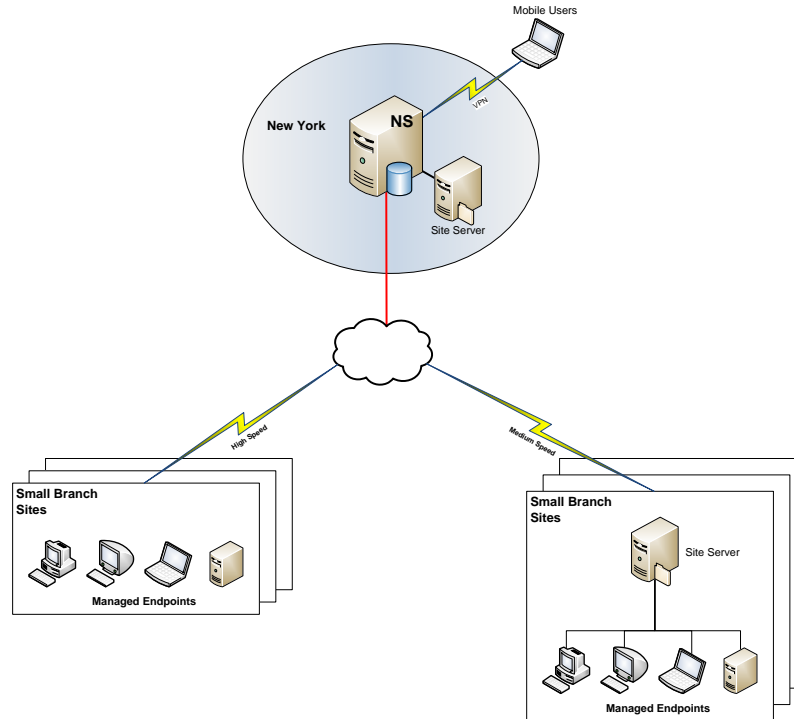 Mobile Users
VPN
New York
NS
Site Server
High Speed
Medium Speed
Small Branch
Sites
Managed Endpoints
Small Branch
Sites
Site Server
Managed Endpoints